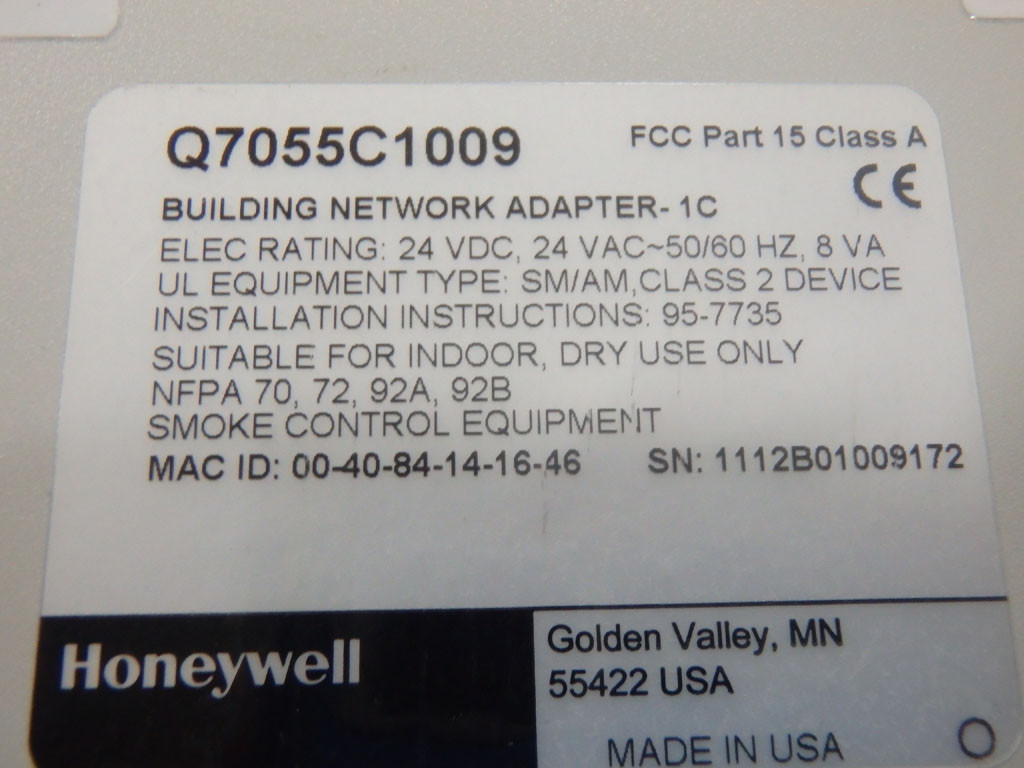 Q7055C1009
FCC Part 15 Class A
CE
BUILDING NETWORK ADAPTER- 1C
ELEC RATING: 24 VDC, 24 VAC~50/60 HZ, 8 VA
UL EQUIPMENT TYPE: SM/AM,CLASS 2 DEVICE
INSTALLATION INSTRUCTIONS: 95-7735
SUITABLE FOR INDOOR, DRY USE ONLY
NFPA 70, 72, 92A, 92B
SMOKE CONTROL EQUIPMENT
MAC ID: 00-40-84-14-16-46 SN: 1112B01009172
Honeywell
Golden Valley, MN
55422 USA
MADE IN USA